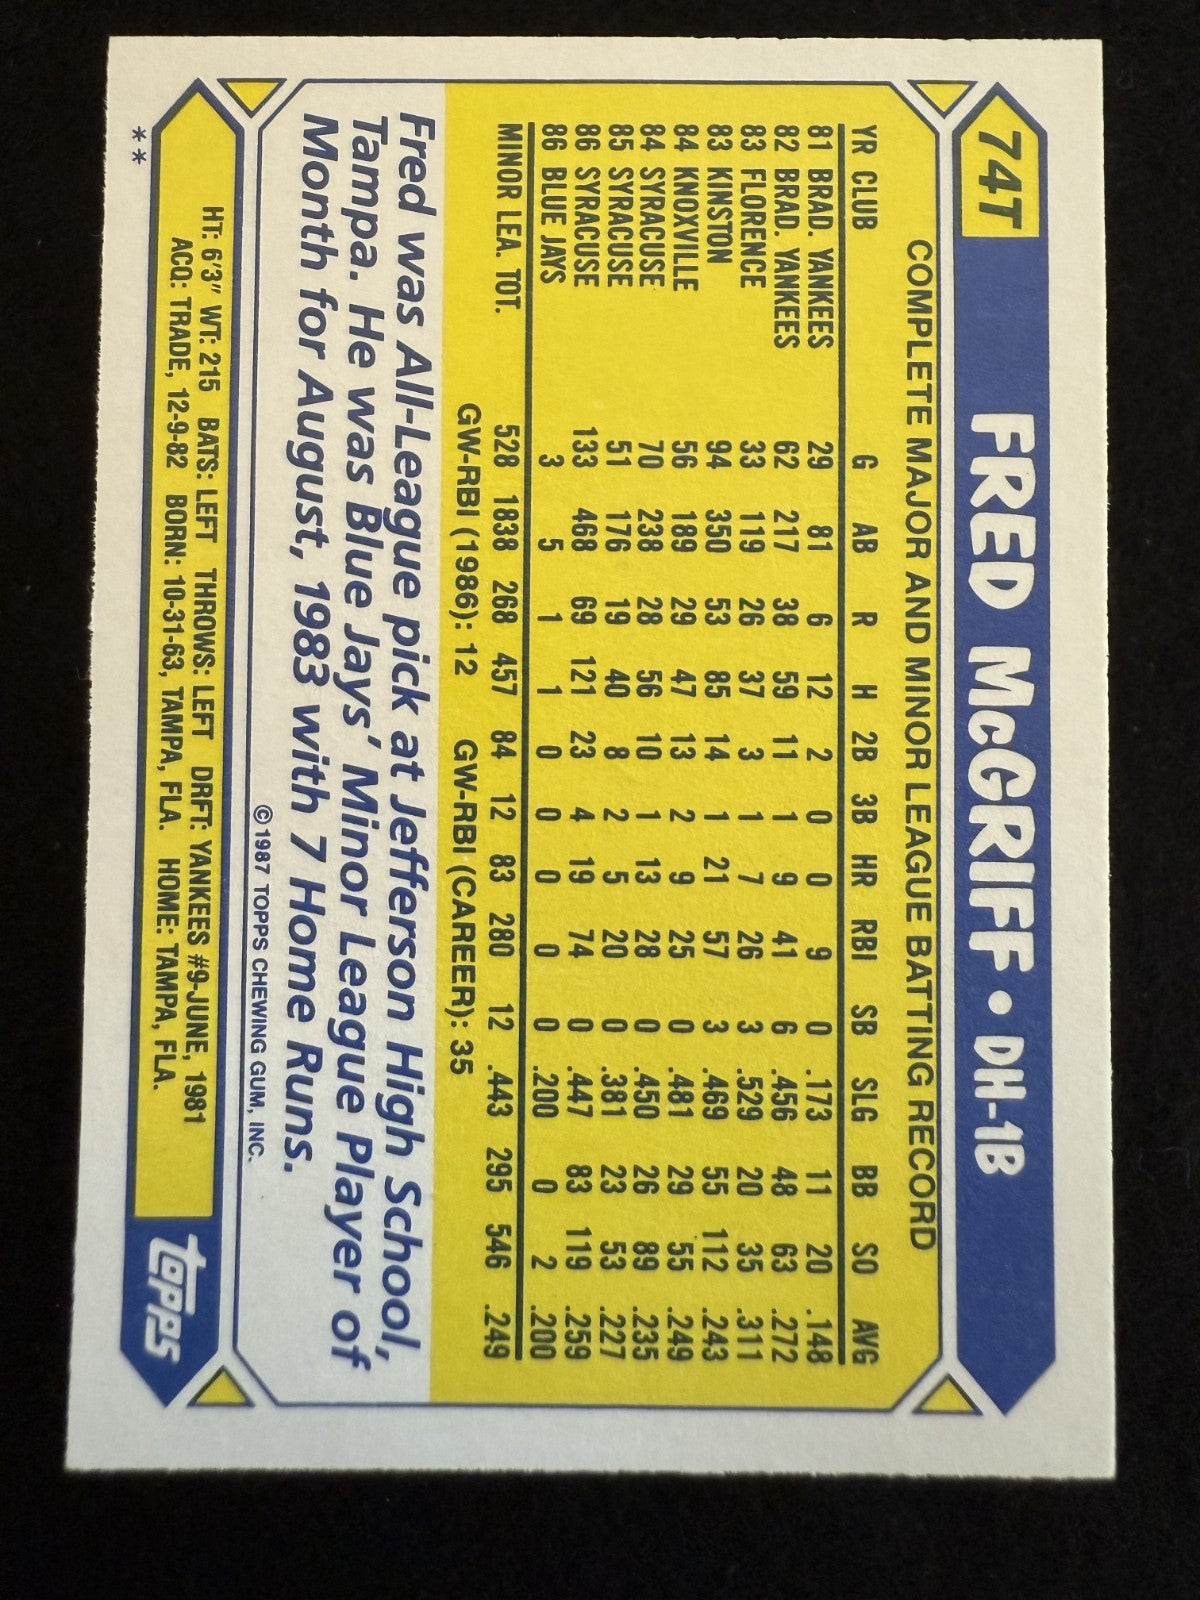 74T FRED McGRIFF • DH-1B
COMPLETE MAJOR AND MINOR LEAGUE BATTING RECORD
YR CLUB G AB R H 2B 3B HR RBI SB SLG BB SO AVG
81 BRAD. YANKEES 29 81 6 12 2 0 0 9 0 .173 11 20 .148
82 BRAD. YANKEES 62 217 38 59 11 1 9 41 6 .456 48 63 .272
83 FLORENCE 33 119 26 37 3 1 7 26 3 .529 20 35 .311
83 KINSTON 94 350 53 85 14 1 21 57 3 .469 55 112 .243
84 KNOXVILLE 56 189 29 47 13 2 9 25 0 .481 29 55 .249
84 SYRACUSE 70 238 28 56 10 1 13 28 0 .450 26 89 .235
85 SYRACUSE 51 176 19 40 8 2 5 20 0 .381 23 53 .227
86 SYRACUSE 133 468 69 121 23 4 19 74 0 .447 83 119 .259
86 BLUE JAYS 3 5 1 1 0 0 0 0 0 .200 0 2 .200
MINOR LEA. TOT. 528 1838 268 457 84 12 83 280 12 .443 295 546 .249
GW-RBI (1986): 12 GW-RBI (CAREER): 35
Fred was All-League pick at Jefferson High School,
Tampa. He was Blue Jays' Minor League Player of
Month for August, 1983 with 7 Home Runs.
© 1987 TOPPS CHEWING GUM, INC.
HT: 6'3" WT: 215 BATS: LEFT THROWS: LEFT DRFT: YANKEES #9-JUNE, 1981
ACQ: TRADE, 12-9-82 BORN: 10-31-63, TAMPA, FLA. HOME: TAMPA, FLA.
topps
**